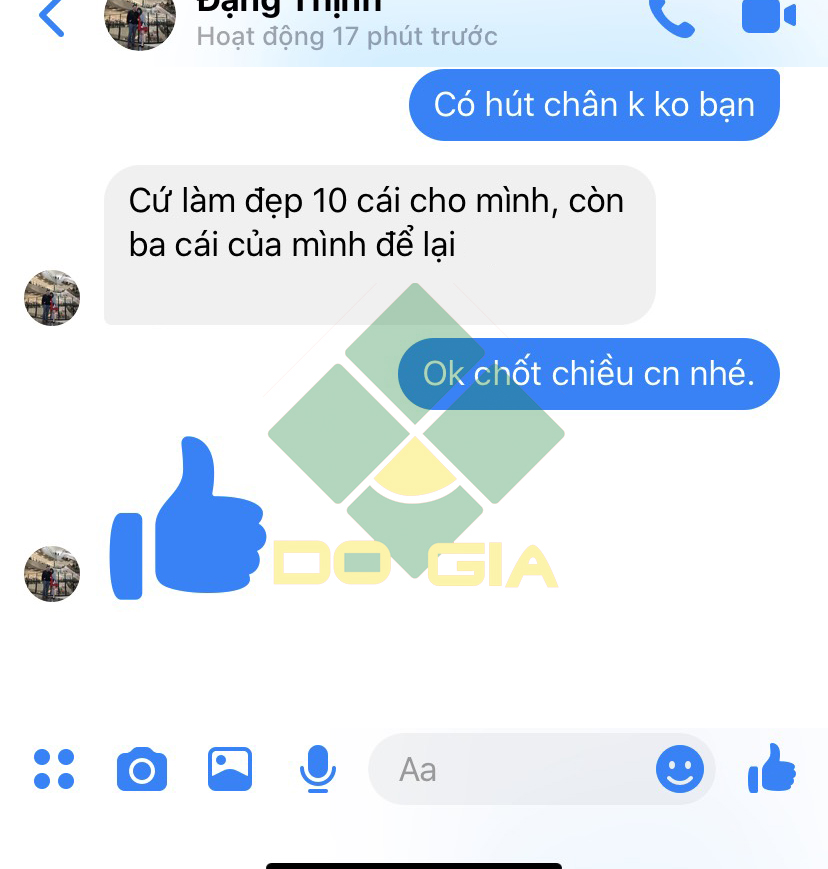 Đặng Thịnh
Hoạt động 17 phút trước
Có hút chân k ko bạn
Cứ làm đẹp 10 cái cho mình, còn
ba cái của mình để lại
Ok chốt chiều cn nhé.
DO GIA
Aa